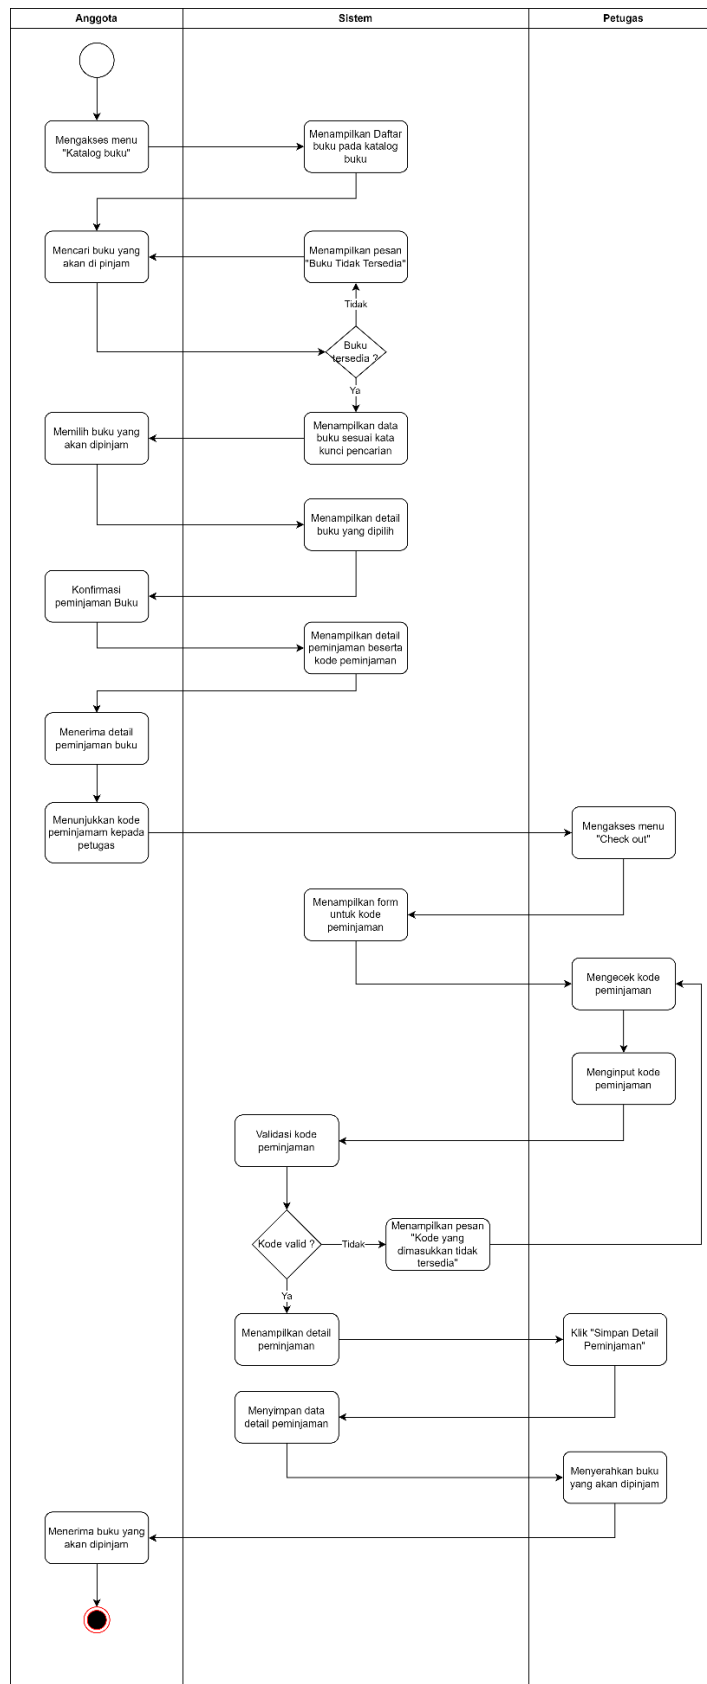 Anggota
Sistem
Petugas
Mengakses menu
"Katalog buku"
Menampilkan Daftar
buku pada katalog
buku
Mencari buku yang
akan di pinjam
Menampilkan pesan
"Buku Tidak Tersedia"
Tidak
Buku
tersedia ?
Ya
Memilih buku yang
akan dipinjam
Menampilkan data
buku sesuai kata
kunci pencarian
Menampilkan detail
buku yang dipilih
Konfirmasi
peminjaman Buku
Menampilkan detail
peminjaman beserta
kode peminjaman
Menerima detail
peminjaman buku
Menunjukkan kode
peminjamam kepada
petugas
Mengakses menu
"Check out"
Menampilkan form
untuk kode
peminjaman
Mengecek kode
peminjaman
Menginput kode
peminjaman
Validasi kode
peminjaman
Kode valid ?
Tidak
Menampilkan pesan
"Kode yang
dimasukkan tidak
tersedia"
Ya
Menampilkan detail
peminjaman
Klik "Simpan Detail
Peminjaman"
Menyimpan data
detail peminjaman
Menyerahkan buku
yang akan dipinjam
Menerima buku yang
akan dipinjam